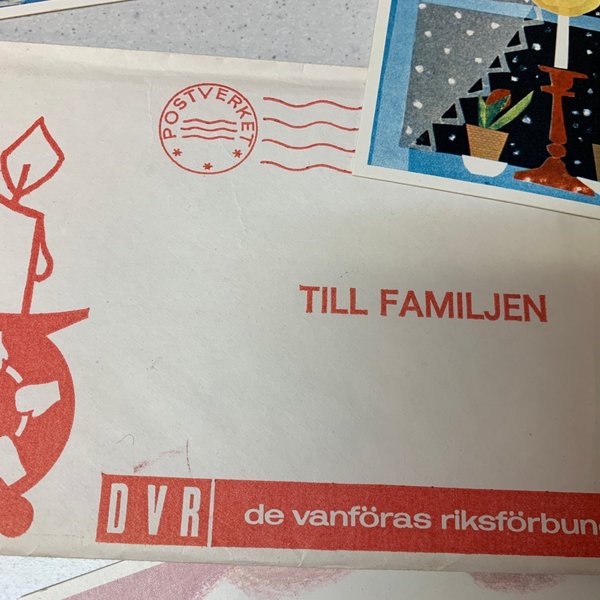 POSTVERKET
TILL FAMILJEN
DVR de vanföras riksförbun